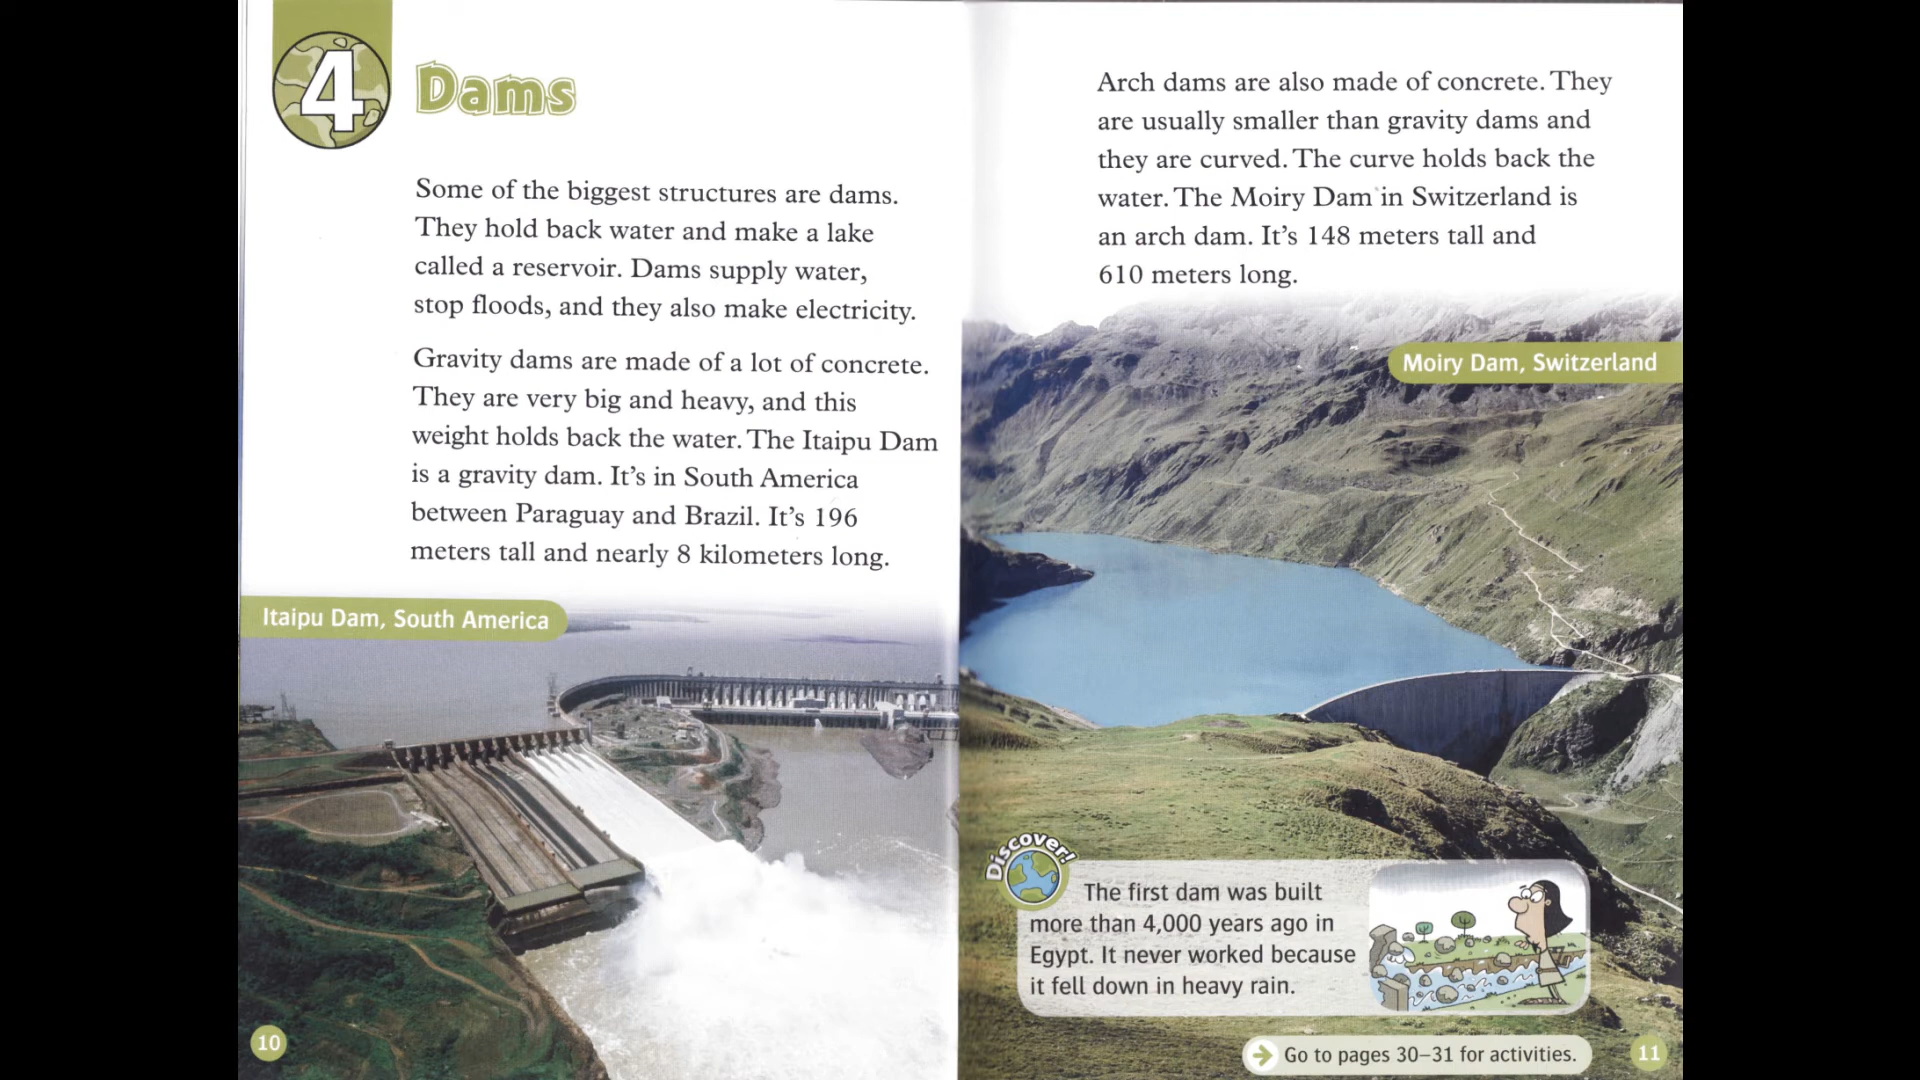 4
Dams
Some of the biggest structures are dams.
They hold back water and make a lake
called a reservoir. Dams supply water,
stop floods, and they also make electricity.
Gravity dams are made of a lot of concrete.
They are very big and heavy, and this
weight holds back the water. The Itaipu Dam
is a gravity dam. It's in South America
between Paraguay and Brazil. It's 196
meters tall and nearly 8 kilometers long.
Itaipu Dam, South America
10
Arch dams are also made of concrete. They
are usually smaller than gravity dams and
they are curved. The curve holds back the
water. The Moiry Dam in Switzerland is
an arch dam. It's 148 meters tall and
610 meters long.
Moiry Dam, Switzerland
Discover!
The first dam was built
more than 4,000 years ago in
Egypt. It never worked because
it fell down in heavy rain.
Go to pages 30–31 for activities.
11